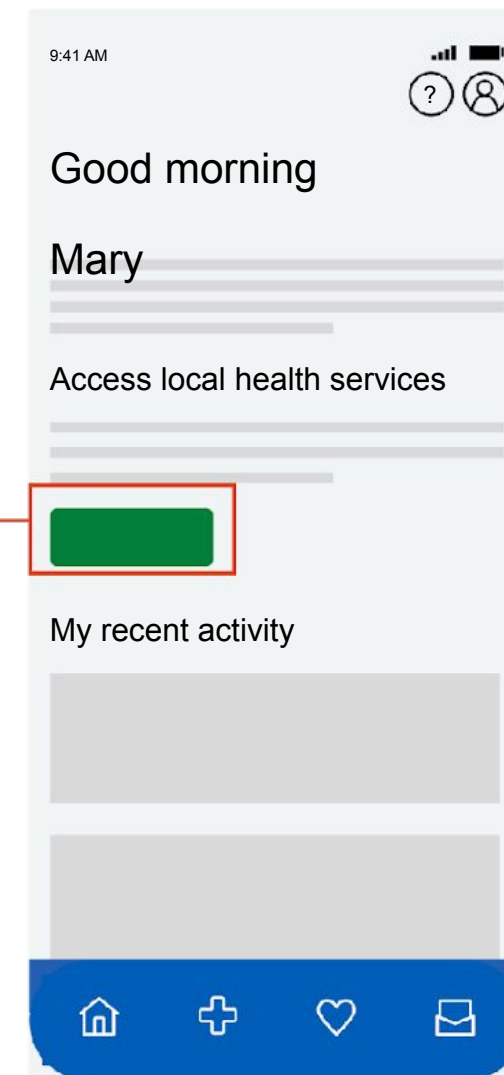 9:41 AM
?
Good morning
Mary
Access local health services
My recent activity